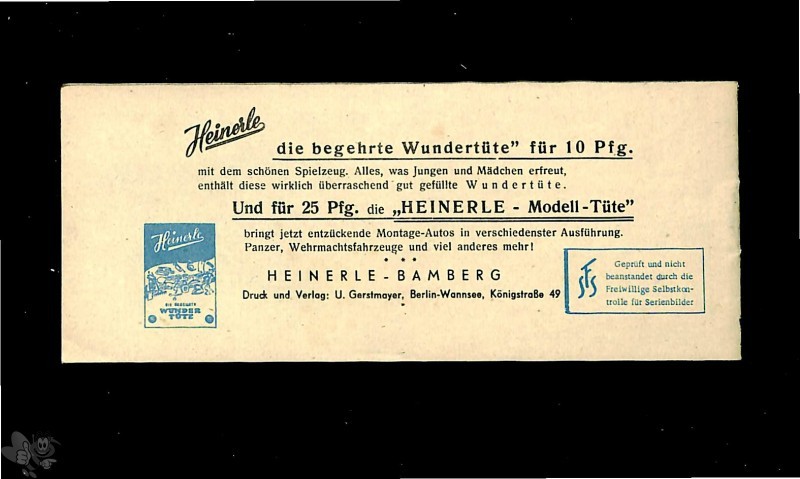 Heinerle
die begehrte Wundertüte” für 10 Pfg.
mit dem schönen Spielzeug. Alles, was Jungen und Mädchen erfreut,
enthält diese wirklich überraschend gut gefüllte Wundertüte.
Und für 25 Pfg. die „HEINERLE - Modell-Tüte”
bringt jetzt entzückende Montage-Autos in verschiedenster Ausführung.
Panzer, Wehrmachtsfahrzeuge und viel anderes mehr!
HEINERLE - BAMBERG
Druck und Verlag: U. Gerstmayer, Berlin-Wannsee, Königstraße 49
Heinerle
DIE BEGEHRTE
WUNDER
TÜTE
Geprüft und nicht
beanstandet durch die
Freiwillige Selbstkon-
trolle für Serienbilder